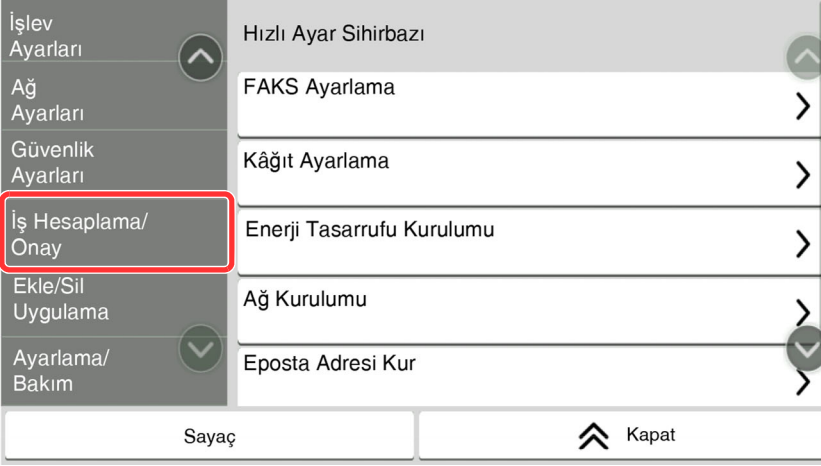 İşlev
Ayarları
Ağ
Ayarları
Güvenlik
Ayarları
İş Hesaplama/
Onay
Ekle/Sil
Uygulama
Ayarlama/
Bakım
Hızlı Ayar Sihirbazı
FAKS Ayarlama
Kâğıt Ayarlama
Enerji Tasarrufu Kurulumu
Ağ Kurulumu
Eposta Adresi Kur
Sayaç
Kapat